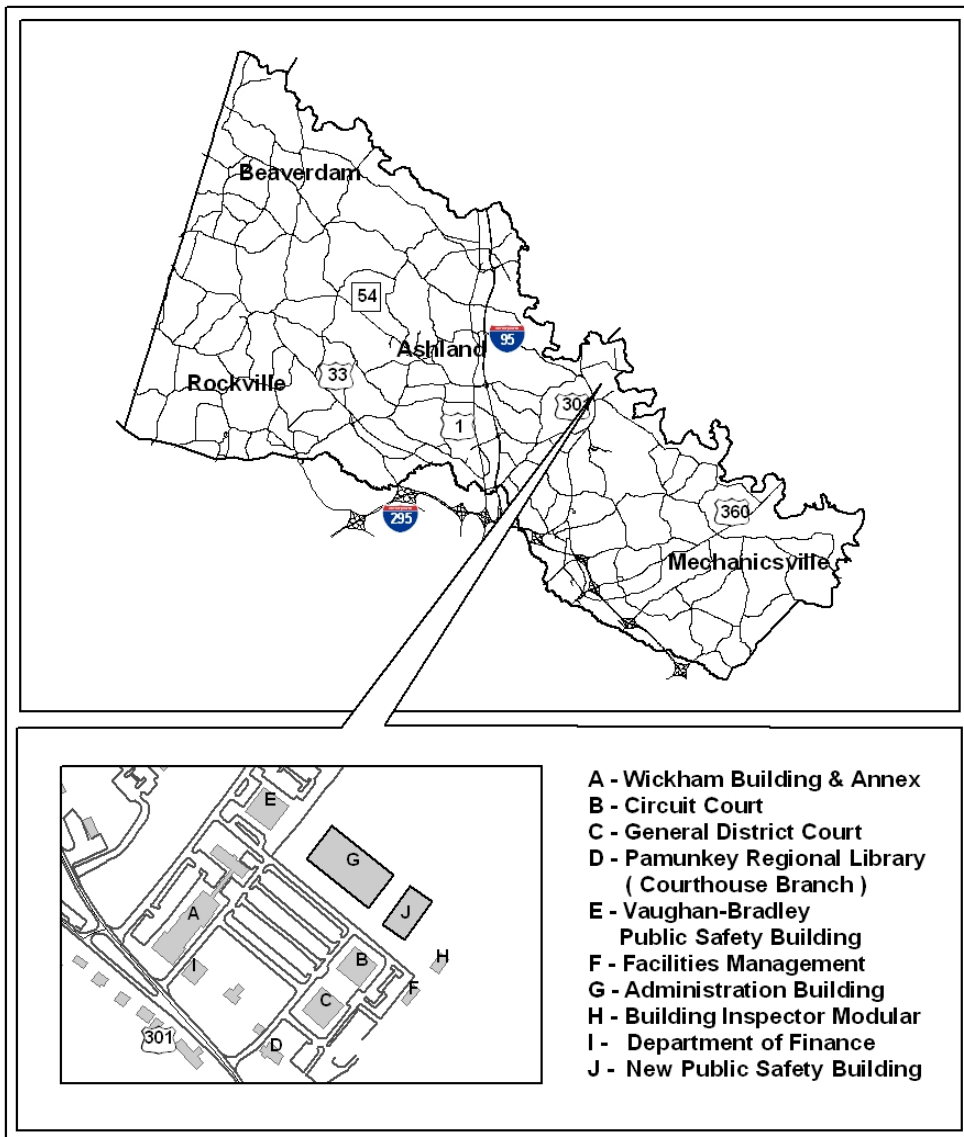 Beaverdam
54
95
Ashland
33
Rockville
301
1
360
295
Mechanicsville
E
G
A
J
B
H
I
F
C
301
D
A - Wickham Building & Annex
B - Circuit Court
C - General District Court
D - Pamunkey Regional Library
( Courthouse Branch )
E - Vaughan-Bradley
Public Safety Building
F - Facilities Management
G - Administration Building
H - Building Inspector Modular
I - Department of Finance
J - New Public Safety Building